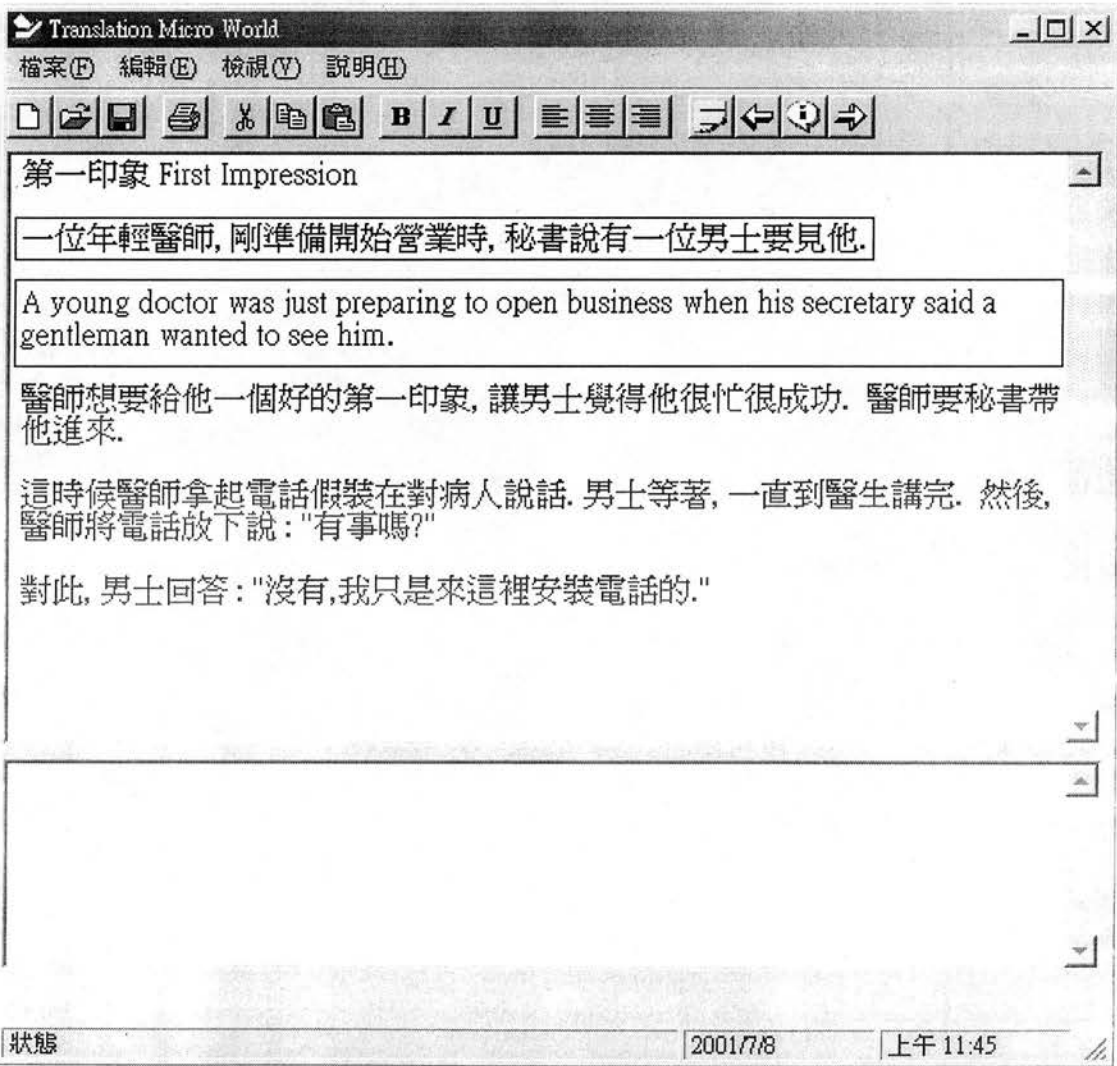 Translation Micro World
檔案(F) 編輯(E) 檢視(V) 說明(H)
B I U
第一印象 First Impression
一位年輕醫師, 剛準備開始營業時, 秘書說有一位男士要見他.
A young doctor was just preparing to open business when his secretary said a
gentleman wanted to see him.
醫師想要給他一個好的第一印象, 讓男士覺得他很忙很成功. 醫師要秘書帶
他進來.
這時候醫師拿起電話假裝在對病人說話. 男士等著, 一直到醫生講完. 然後,
醫師將電話放下說 : "有事嗎?"
對此, 男士回答 : "沒有,我只是來這裡安裝電話的."
狀態 2001/7/8 上午 11:45